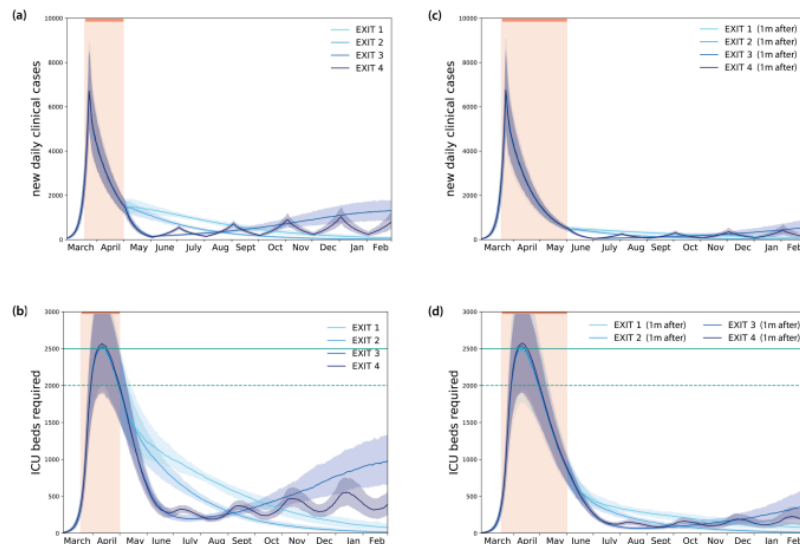 (a)
10000
8000
6000
4000
2000
0
new daily clinical cases
EXIT 1
EXIT 2
EXIT 3
EXIT 4
March April May June July Aug Sept Oct Nov Dec Jan Feb
(c)
10000
8000
6000
4000
2000
0
new daily clinical cases
EXIT 1 (1m after)
EXIT 2 (1m after)
EXIT 3 (1m after)
EXIT 4 (1m after)
March April May June July Aug Sept Oct Nov Dec Jan Feb
(b)
3000
2500
2000
1500
1000
500
0
ICU beds required
EXIT 1
EXIT 2
EXIT 3
EXIT 4
March April May June July Aug Sept Oct Nov Dec Jan Feb
(d)
3000
2500
2000
1500
1000
500
0
ICU beds required
EXIT 1 (1m after) EXIT 3 (1m after)
EXIT 2 (1m after) EXIT 4 (1m after)
March April May June July Aug Sept Oct Nov Dec Jan Feb